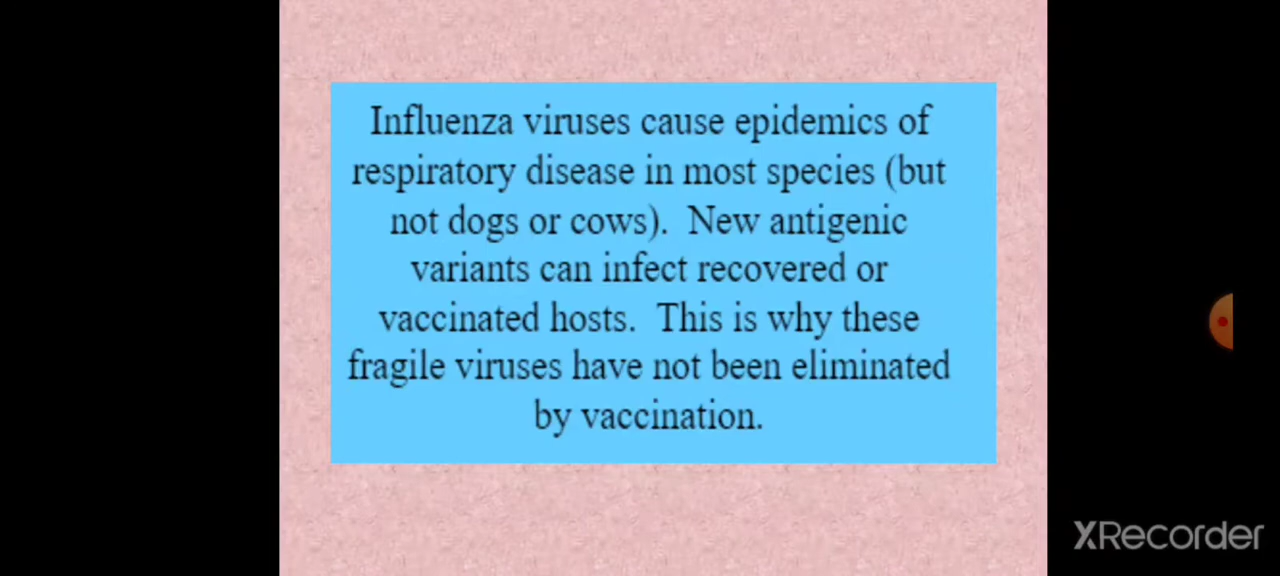 Influenza viruses cause epidemics of
respiratory disease in most species (but
not dogs or cows).  New antigenic
variants can infect recovered or
vaccinated hosts.  This is why these
fragile viruses have not been eliminated
by vaccination.
XRecorder